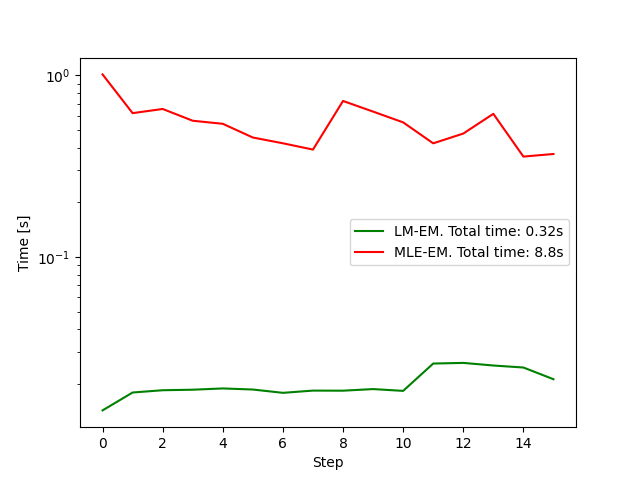 10⁰
10⁻¹
Time [s]
LM-EM. Total time: 0.32s
MLE-EM. Total time: 8.8s
0 2 4 6 8 10 12 14
Step